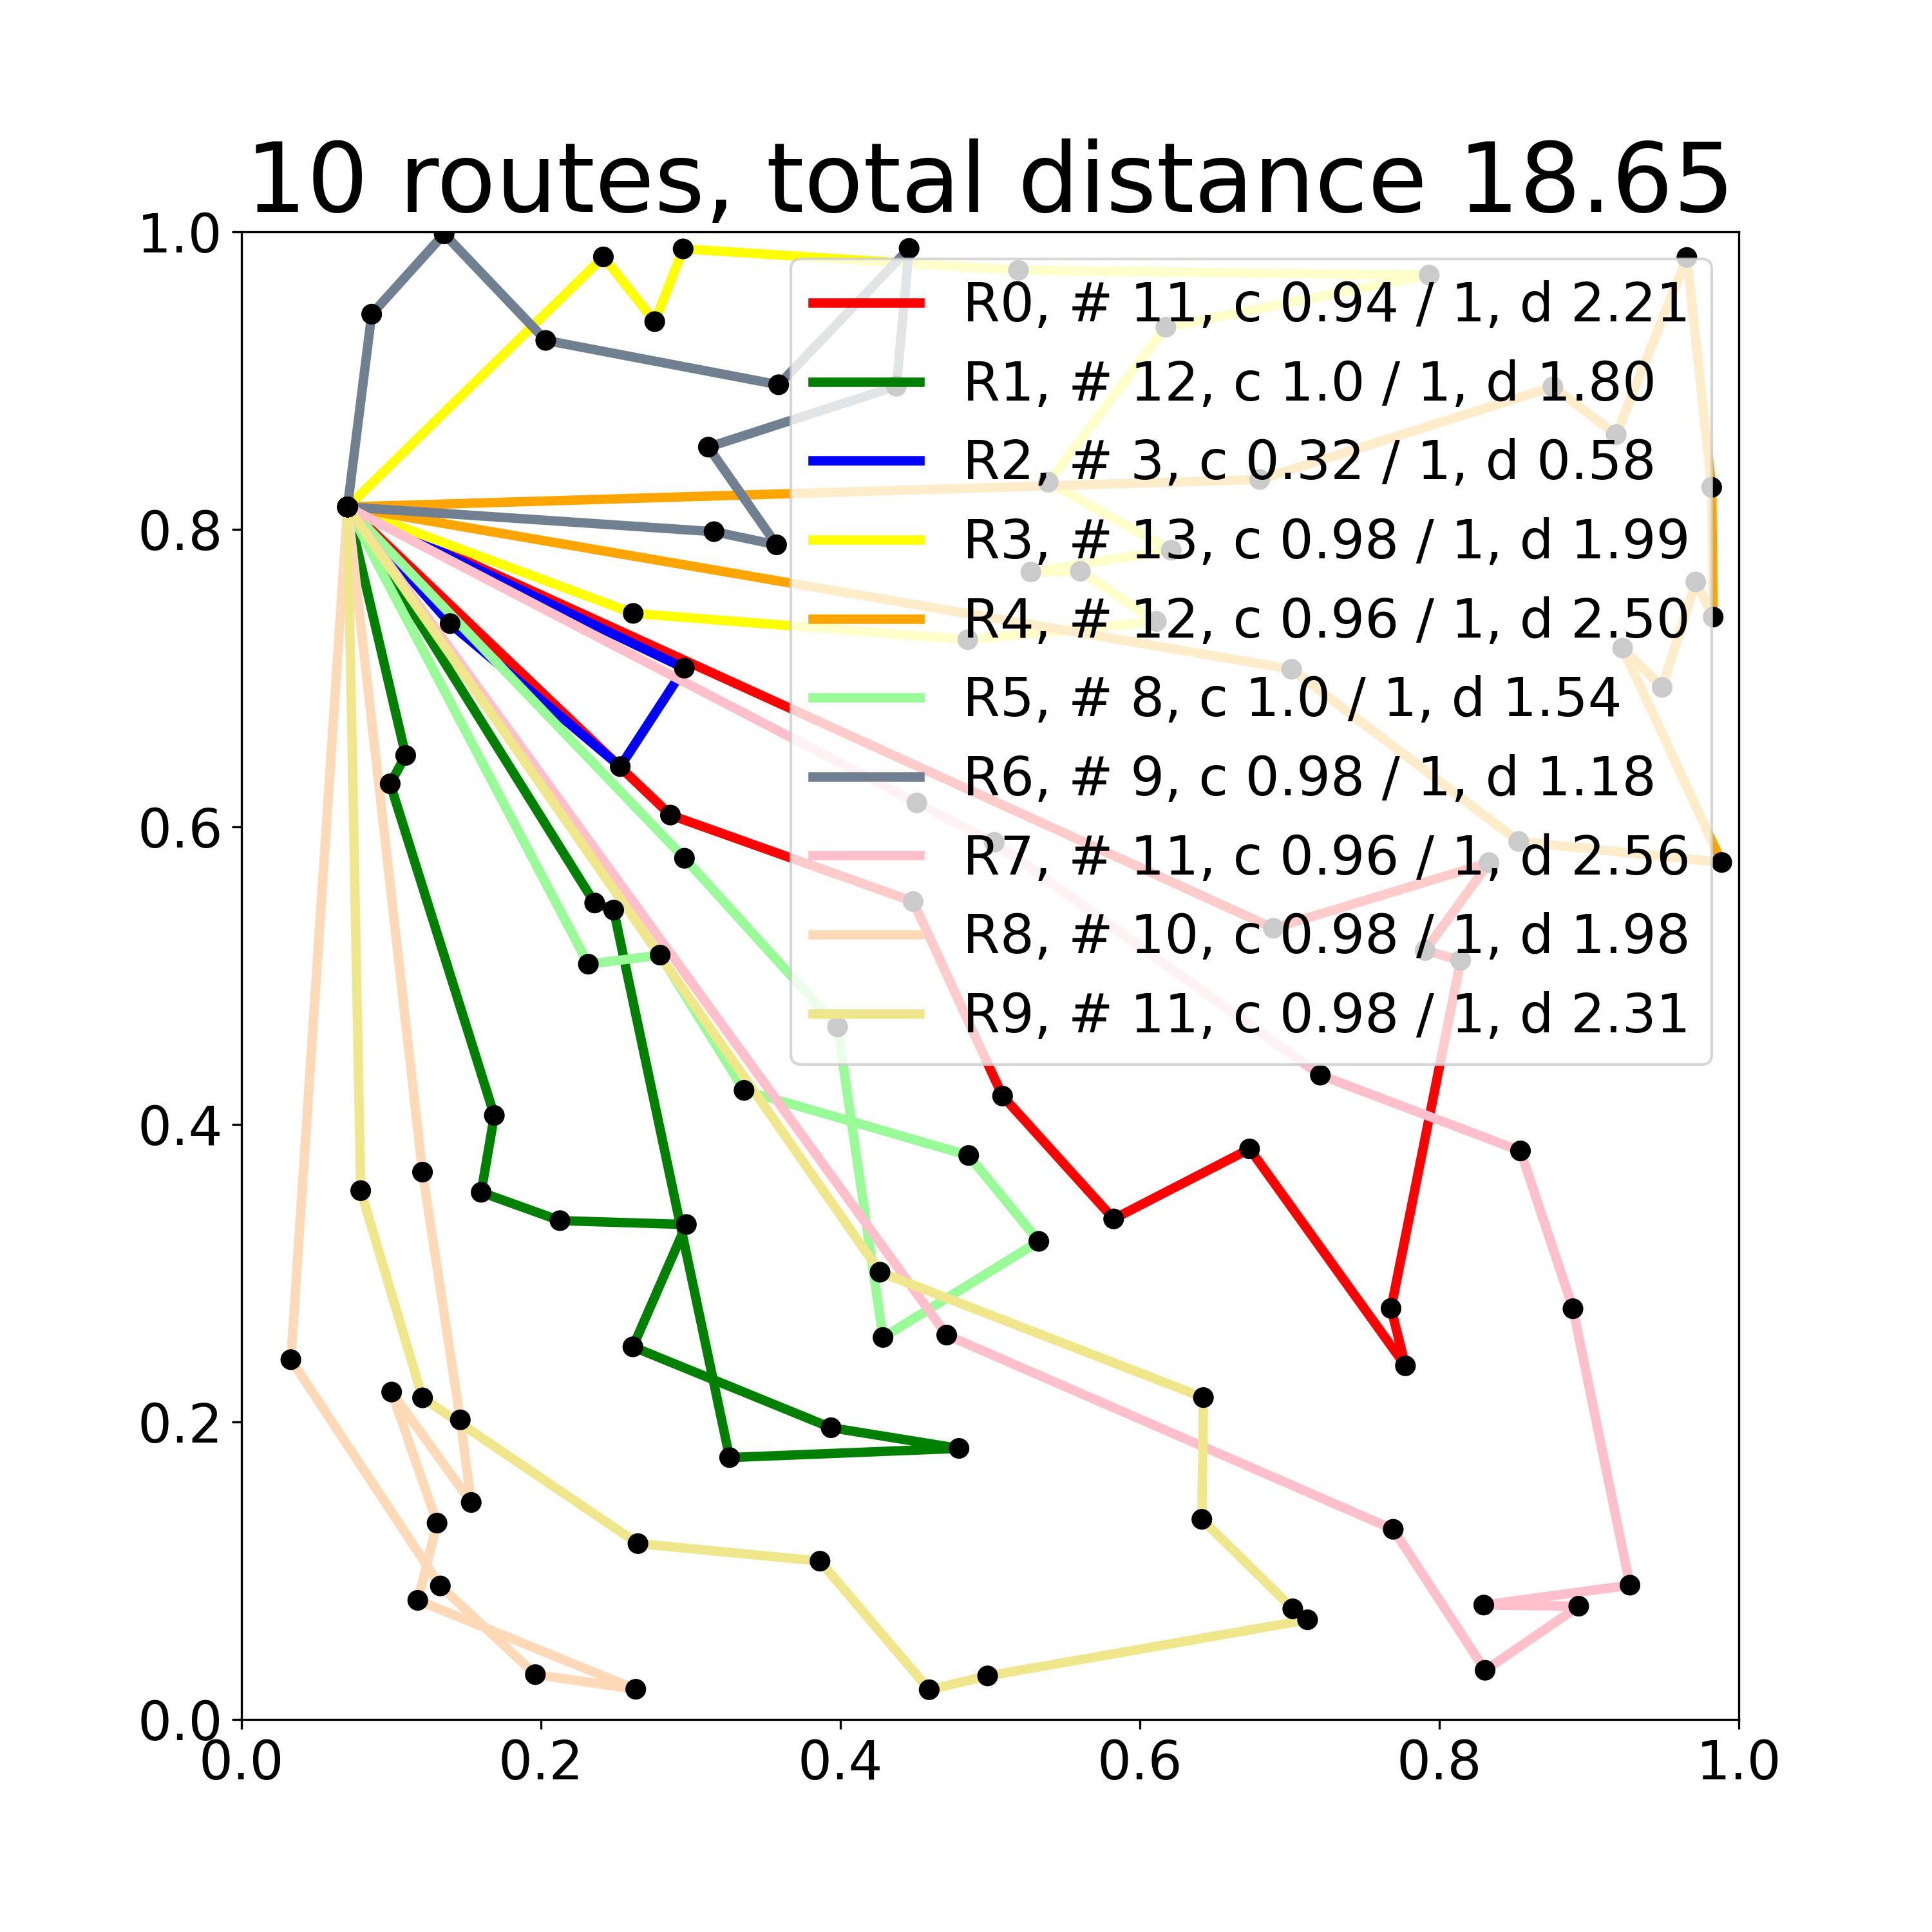 10 routes, total distance 18.65
1.0
0.8
0.6
0.4
0.2
0.0
R0, # 11, c 0.94 / 1, d 2.21
R1, # 12, c 1.0 / 1, d 1.80
R2, # 3, c 0.32 / 1, d 0.58
R3, # 13, c 0.98 / 1, d 1.99
R4, # 12, c 0.96 / 1, d 2.50
R5, # 8, c 1.0 / 1, d 1.54
R6, # 9, c 0.98 / 1, d 1.18
R7, # 11, c 0.96 / 1, d 2.56
R8, # 10, c 0.98 / 1, d 1.98
R9, # 11, c 0.98 / 1, d 2.31
0.0 0.2 0.4 0.6 0.8 1.0